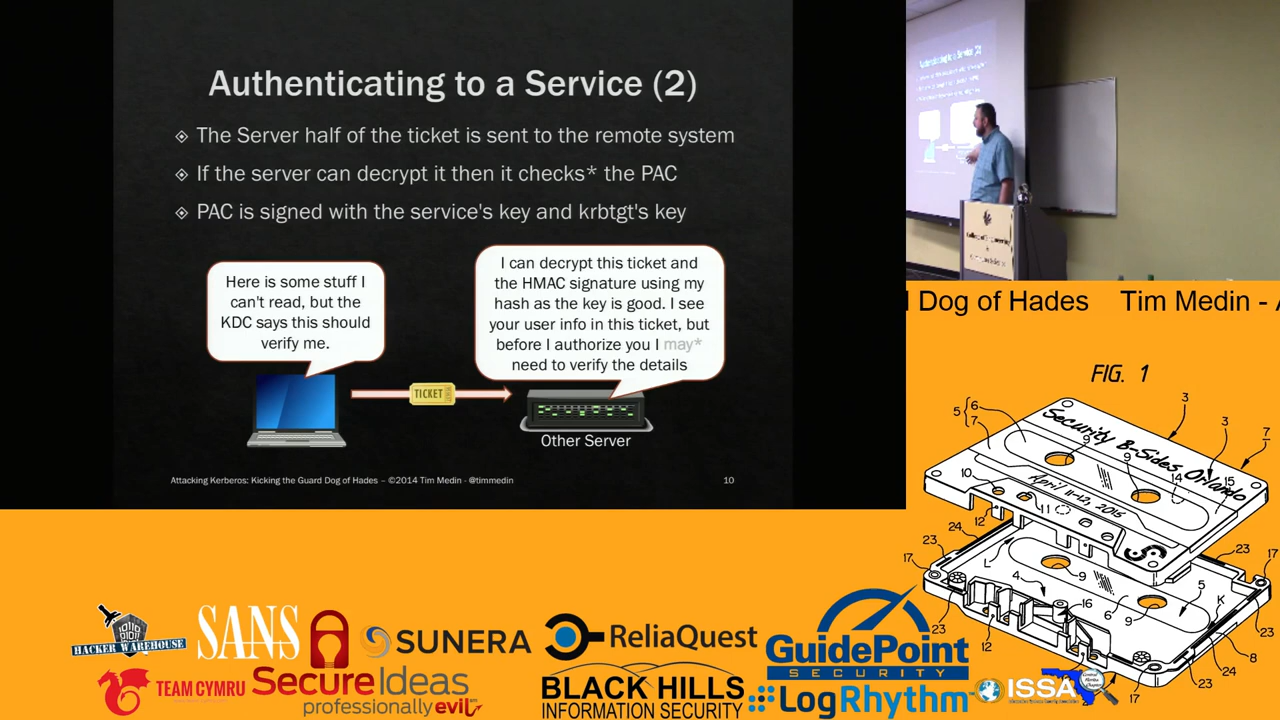 Authenticating to a Service (2)
The Server half of the ticket is sent to the remote system
If the server can decrypt it then it checks* the PAC
PAC is signed with the service's key and krbtgt's key
Here is some stuff I
can't read, but the
KDC says this should
verify me.
I can decrypt this ticket and
the HMAC signature using my
hash as the key is good. I see
your user info in this ticket, but
before I authorize you I may*
need to verify the details
TICKET
Other Server
Attacking Kerberos: Kicking the Guard Dog of Hades – ©2014 Tim Medin - @timmedin
10
Dog of Hades Tim Medin -
FIG. 1
Security B-Sides Orlando
April 11-12, 2015
HACKER WAREHOUSE
SANS
SUNERA
ReliaQuest
GuidePoint
SECURITY
TEAM CYMRU
SecureIdeas
professionallyevil
BLACK HILLS
INFORMATION SECURITY
LogRhythm
ISSA